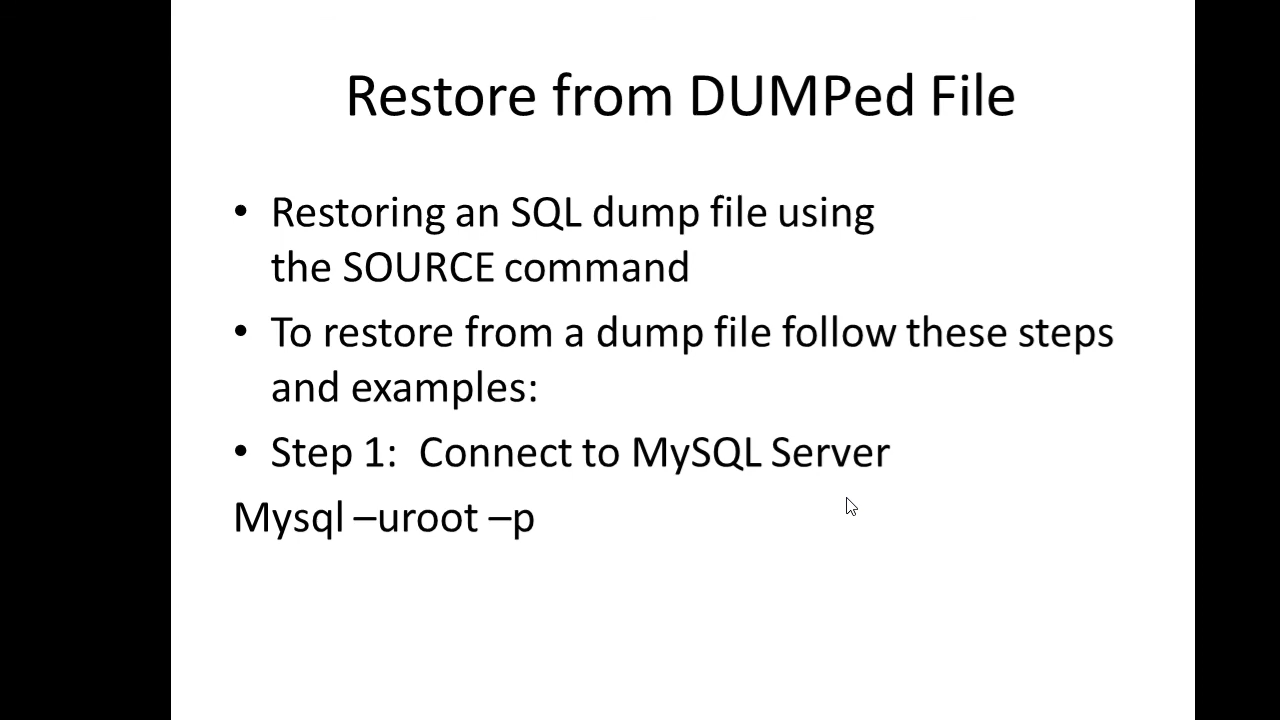 Restore from DUMPed File
• Restoring an SQL dump file using
the SOURCE command
• To restore from a dump file follow these steps
and examples:
• Step 1:  Connect to MySQL Server
Mysql –uroot –p